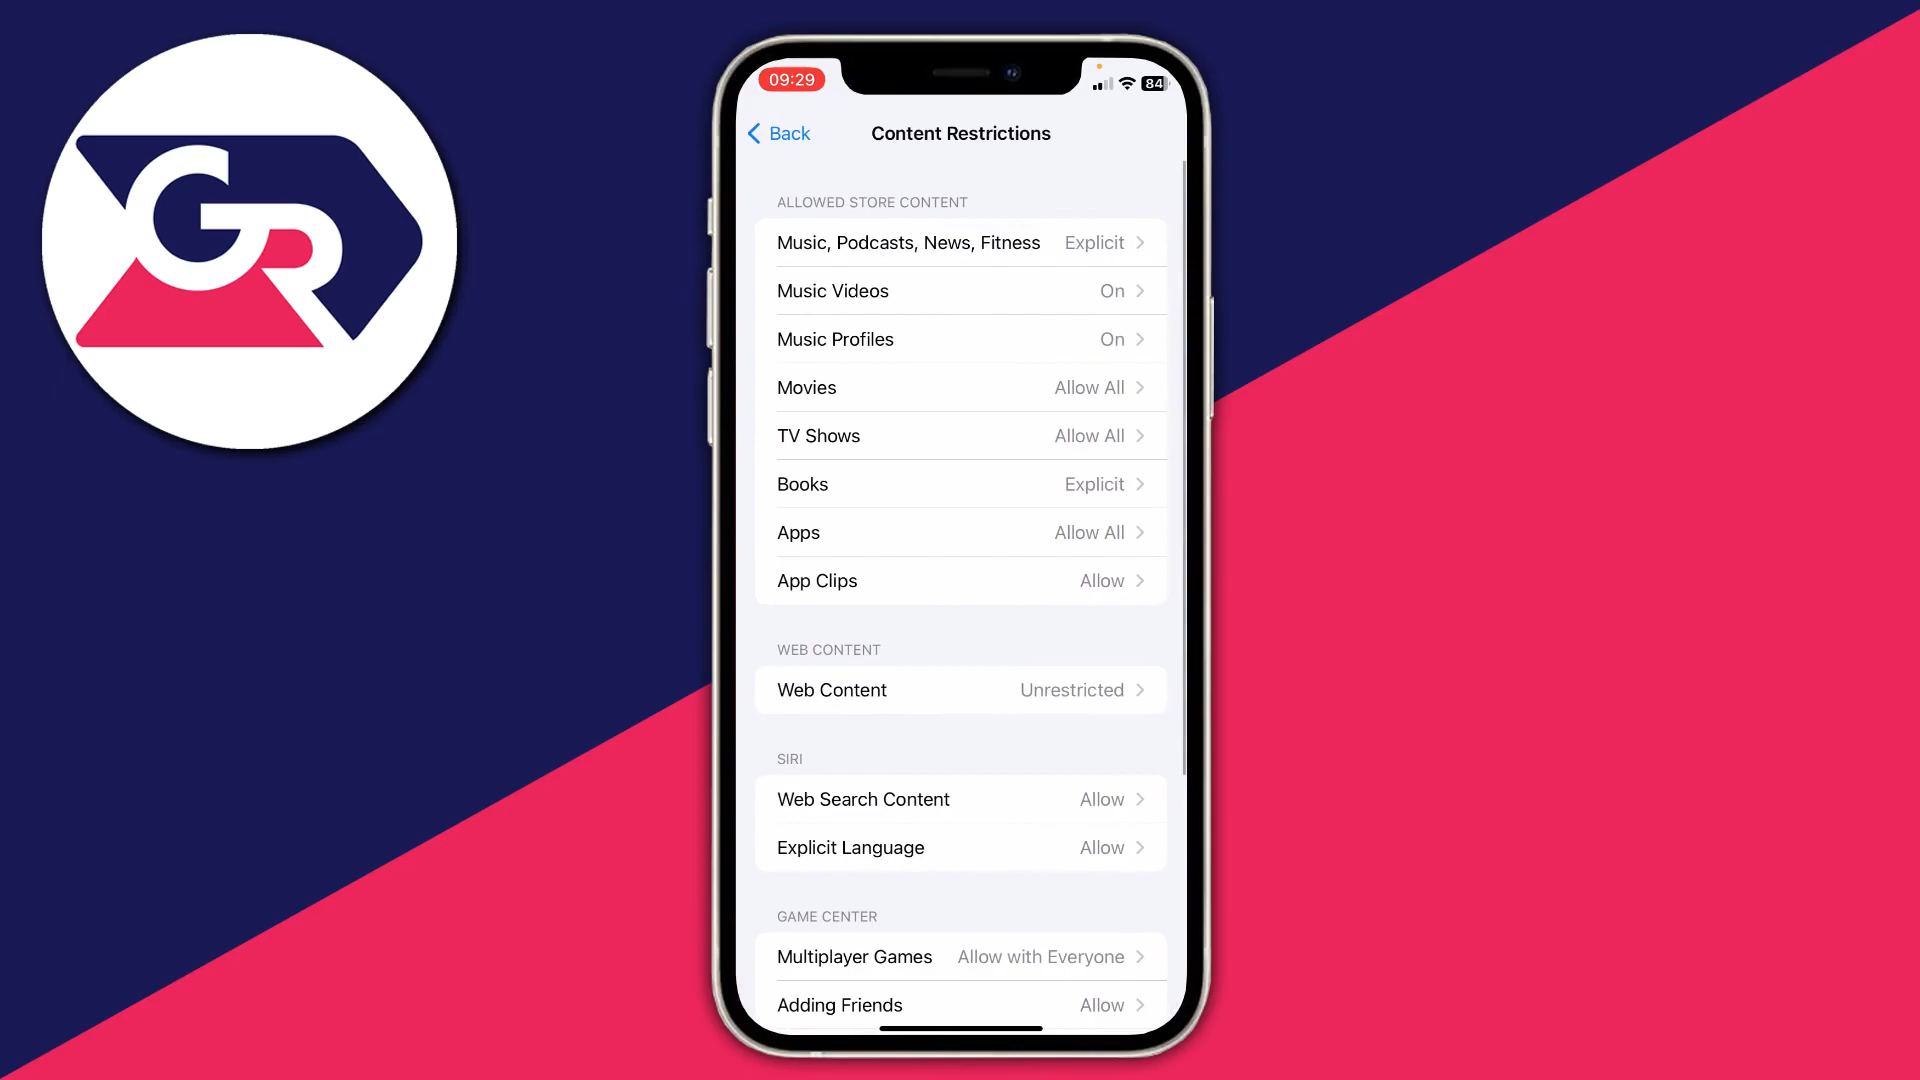 GR
09:29
84
Back
Content Restrictions
ALLOWED STORE CONTENT
Music, Podcasts, News, Fitness Explicit
Music Videos On
Music Profiles On
Movies Allow All
TV Shows Allow All
Books Explicit
Apps Allow All
App Clips Allow
WEB CONTENT
Web Content Unrestricted
SIRI
Web Search Content Allow
Explicit Language Allow
GAME CENTER
Multiplayer Games Allow with Everyone
Adding Friends Allow